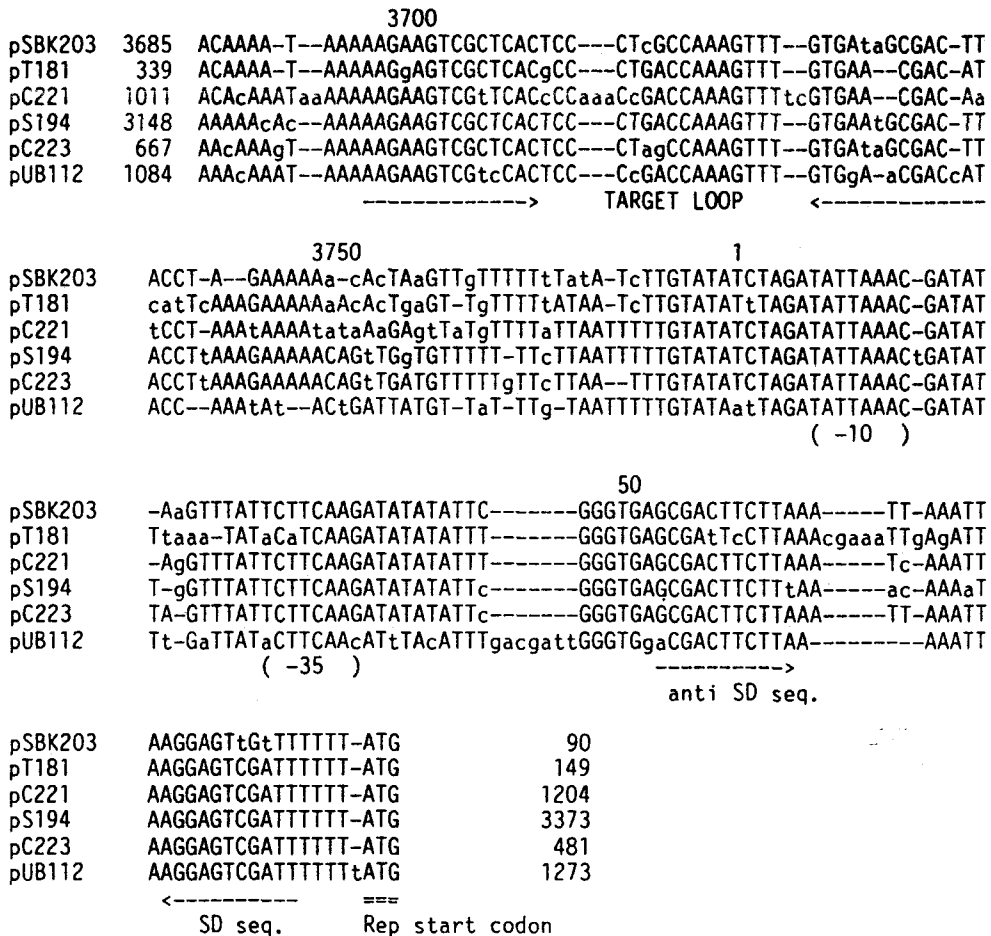 3700
pSBK203 3685 ACAAAA-T--AAAAAGAAGTCGCTCACTCC---CTcGCCAAAGTTT--GTGAtaGCGAC-TT
pT181 339 ACAAAA-T--AAAAAGgAGTCGCTCACgCC---CTGACCAAAGTTT--GTGAA--CGAC-AT
pC221 1011 ACAcAAATaaAAAAAGAAGTCGtTCACcCCaaaCcGACCAAAGTTTtcGTGAA--CGAC-Aa
pS194 3148 AAAAAcAc--AAAAAGAAGTCGCTCACTCC---CTGACCAAAGTTT--GTGAAtGCGAC-TT
pC223 667 AAcAAAgT--AAAAAGAAGTCGCTCACTCC---CTagCCAAAGTTT--GTGAtaGCGAC-TT
pUB112 1084 AAAcAAAT--AAAAAGAAGTCGtcCACTCC---CcGACCAAAGTTT--GTGgA-aCGACcAT
-------------> TARGET LOOP <-------------
3750 1
pSBK203 ACCT-A--GAAAAAa-cAcTAaGTTgTTTTTtTatA-TcTTGTATATCTAGATATTAAAC-GATAT
pT181 catTcAAAGAAAAAaAcAcTgaGT-TgTTTTtATAA-TcTTGTATATtTAGATATTAAAC-GATAT
pC221 tCCT-AAAtAAAAtataAaGAgtTaTgTTTTaTTAATTTTTGTATATCTAGATATTAAAC-GATAT
pS194 ACCTtAAAGAAAAACAGtTGgTGTTTTT-TTcTTAATTTTTGTATATCTAGATATTAAACtGATAT
pC223 ACCTtAAAGAAAAACAGtTGATGTTTTTgTTcTTAA--TTTGTATATCTAGATATTAAAC-GATAT
pUB112 ACC--AAAtAt--ACtGATTATGT-TaT-TTg-TAATTTTTGTATAatTAGATATTAAAC-GATAT
( -10 )
50
pSBK203 -AaGTTTATTCTTCAAGATATATATTC-------GGGTGAGCGACTTCTTAAA-----TT-AAATT
pT181 Ttaaa-TATaCaTCAAGATATATATTT-------GGGTGAGCGAtTcCTTAAAcgaaaTTgAgATT
pC221 -AgGTTTATTCTTCAAGATATATATTT-------GGGTGAGCGACTTCTTAAA-----Tc-AAATT
pS194 T-gGTTTATTCTTCAAGATATATATTc-------GGGTGAGCGACTTCTTtAA-----ac-AAAaT
pC223 TA-GTTTATTCTTCAAGATATATATTc-------GGGTGAGCGACTTCTTAAA-----TT-AAATT
pUB112 Tt-GaTTATaCTTCAAcATtTAcATTTgacgattGGGTGgaCGACTTCTTAA---------AAATT
( -35 ) ---------->
anti SD seq.
pSBK203 AAGGAGTTtGtTTTTTT-ATG 90
pT181 AAGGAGTCGATTTTTTT-ATG 149
pC221 AAGGAGTCGATTTTTTT-ATG 1204
pS194 AAGGAGTCGATTTTTTT-ATG 3373
pC223 AAGGAGTCGATTTTTTT-ATG 481
pUB112 AAGGAGTCGATTTTTTTtATG 1273
<---------- ===
SD seq. Rep start codon